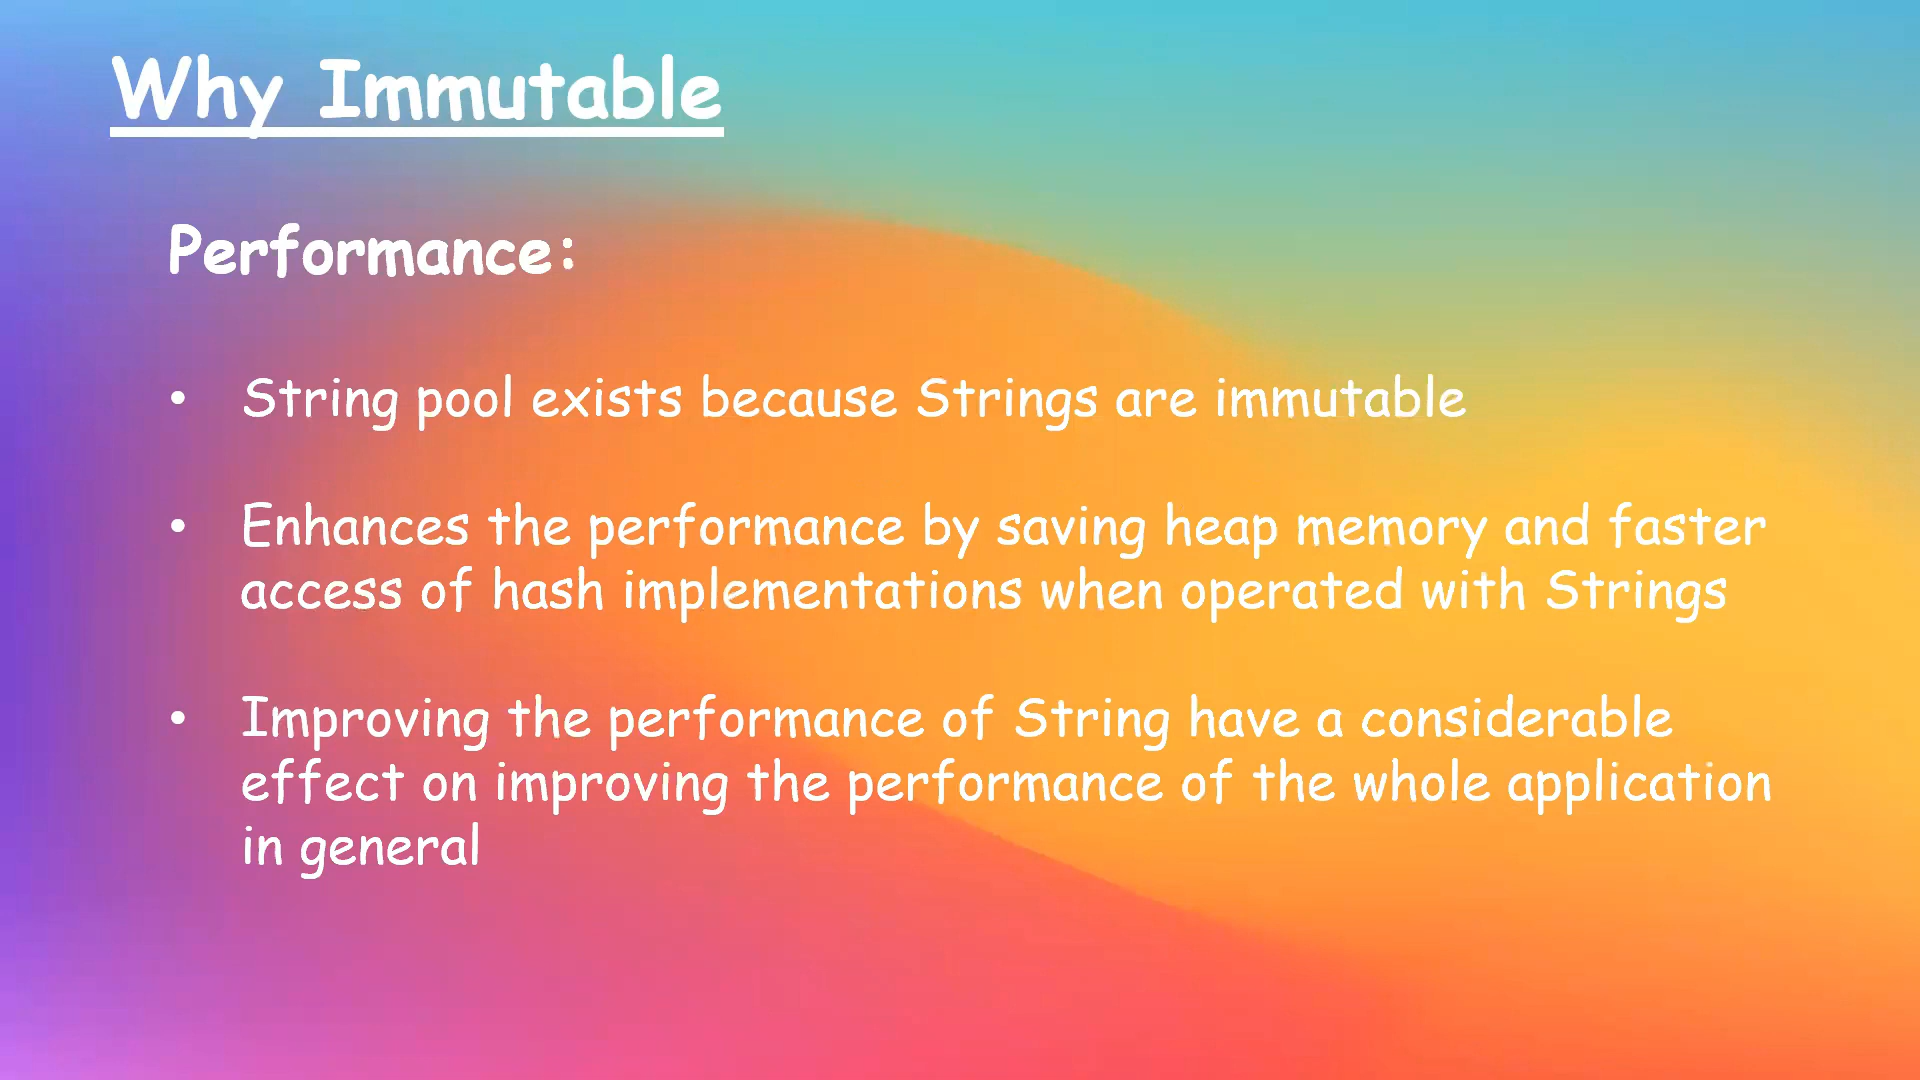 Why Immutable
Performance:
• String pool exists because Strings are immutable
• Enhances the performance by saving heap memory and faster
access of hash implementations when operated with Strings
• Improving the performance of String have a considerable
effect on improving the performance of the whole application
in general